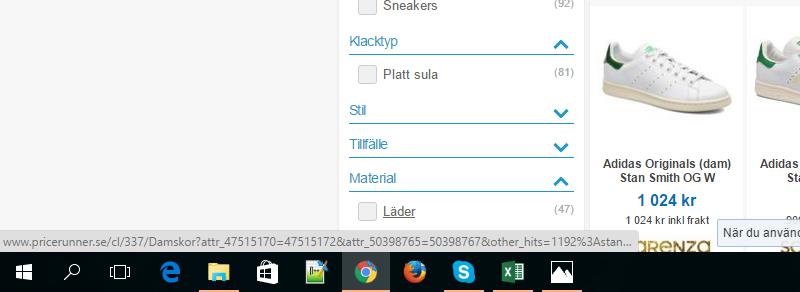 Sneakers (92)
Klacktyp
Platt sula (81)
Stil
Tillfälle
Material
Läder (47)
Adidas Originals (dam)
Stan Smith OG W
1 024 kr
1 024 kr inkl frakt
Adidas
Sta
När du använd
www.pricerunner.se/cl/337/Damskor?attr_47515170=47515172&attr_50398765=50398767&other_hits=1192%3Astan...